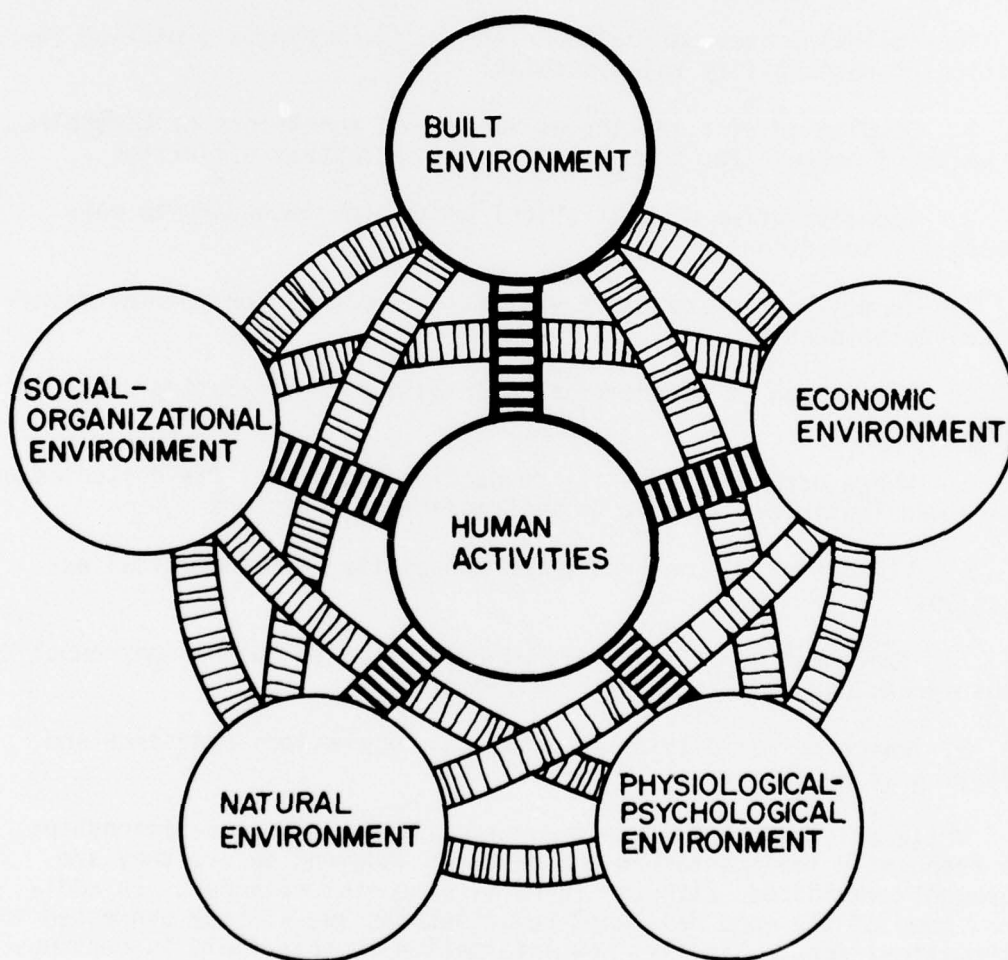 BUILT
ENVIRONMENT
SOCIAL-
ORGANIZATIONAL
ENVIRONMENT
ECONOMIC
ENVIRONMENT
HUMAN
ACTIVITIES
NATURAL
ENVIRONMENT
PHYSIOLOGICAL-
PSYCHOLOGICAL
ENVIRONMENT